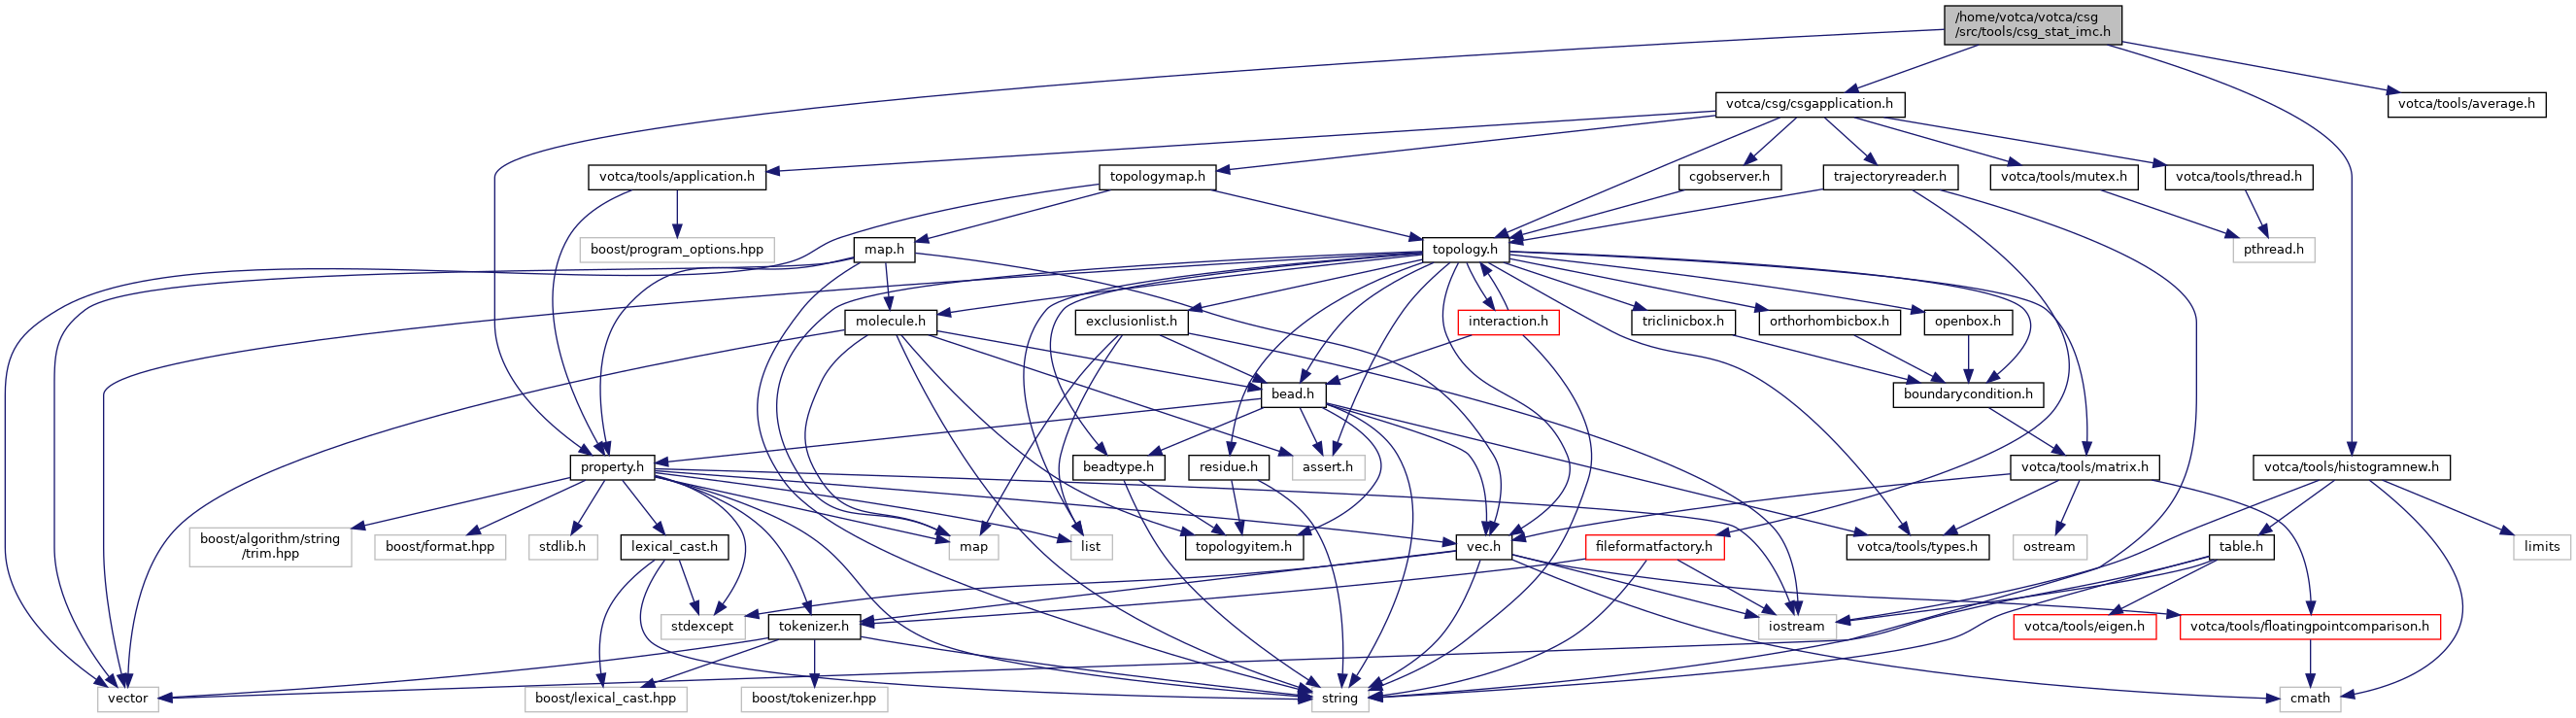 /home/votca/votca/csg
/src/tools/csg_stat_imc.h
votca/csg/csgapplication.h
votca/tools/average.h
votca/tools/application.h
topologymap.h
cgobserver.h
trajectoryreader.h
votca/tools/mutex.h
votca/tools/thread.h
boost/program_options.hpp
map.h
topology.h
pthread.h
molecule.h
exclusionlist.h
interaction.h
triclinicbox.h
orthorhombicbox.h
openbox.h
bead.h
boundarycondition.h
property.h
beadtype.h
residue.h
assert.h
votca/tools/matrix.h
votca/tools/histogramnew.h
boost/algorithm/string
/trim.hpp
boost/format.hpp
stdlib.h
lexical_cast.h
map
list
topologyitem.h
vec.h
fileformatfactory.h
votca/tools/types.h
ostream
table.h
limits
stdexcept
tokenizer.h
iostream
votca/tools/eigen.h
votca/tools/floatingpointcomparison.h
vector
boost/lexical_cast.hpp
boost/tokenizer.hpp
string
cmath